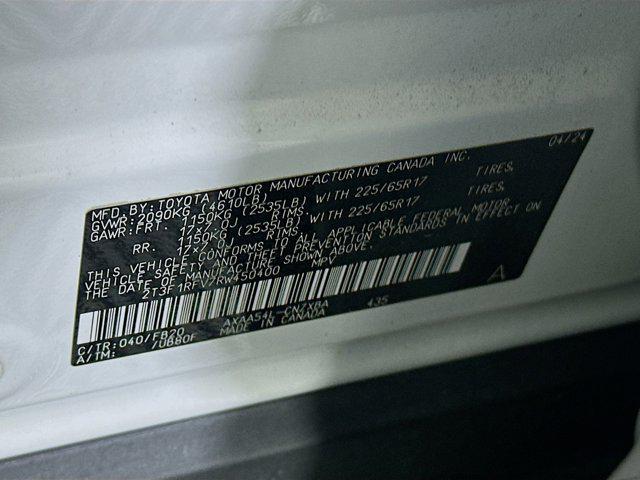 MFD. BY: TOYOTA MOTOR MANUFACTURING CANADA INC. 04/24
GVWR: 2090KG (4610LB)
GAWR: FRT. 1150KG (2535LB) WITH 225/65R17 TIRES,
17x7.0J RIMS.
RR. 1150KG (2535LB) WITH 225/65R17 TIRES,
17x7.0J RIMS.
THIS VEHICLE CONFORMS TO ALL APPLICABLE FEDERAL MOTOR
VEHICLE SAFETY AND THEFT PREVENTION STANDARDS IN EFFECT ON
THE DATE OF MANUFACTURE SHOWN ABOVE.
2T3F1RFV7RW450400 MPV A
C/TR: 040/FB20 AXAA54L-CNZXBA 435
A/TM: /UB80F MADE IN CANADA